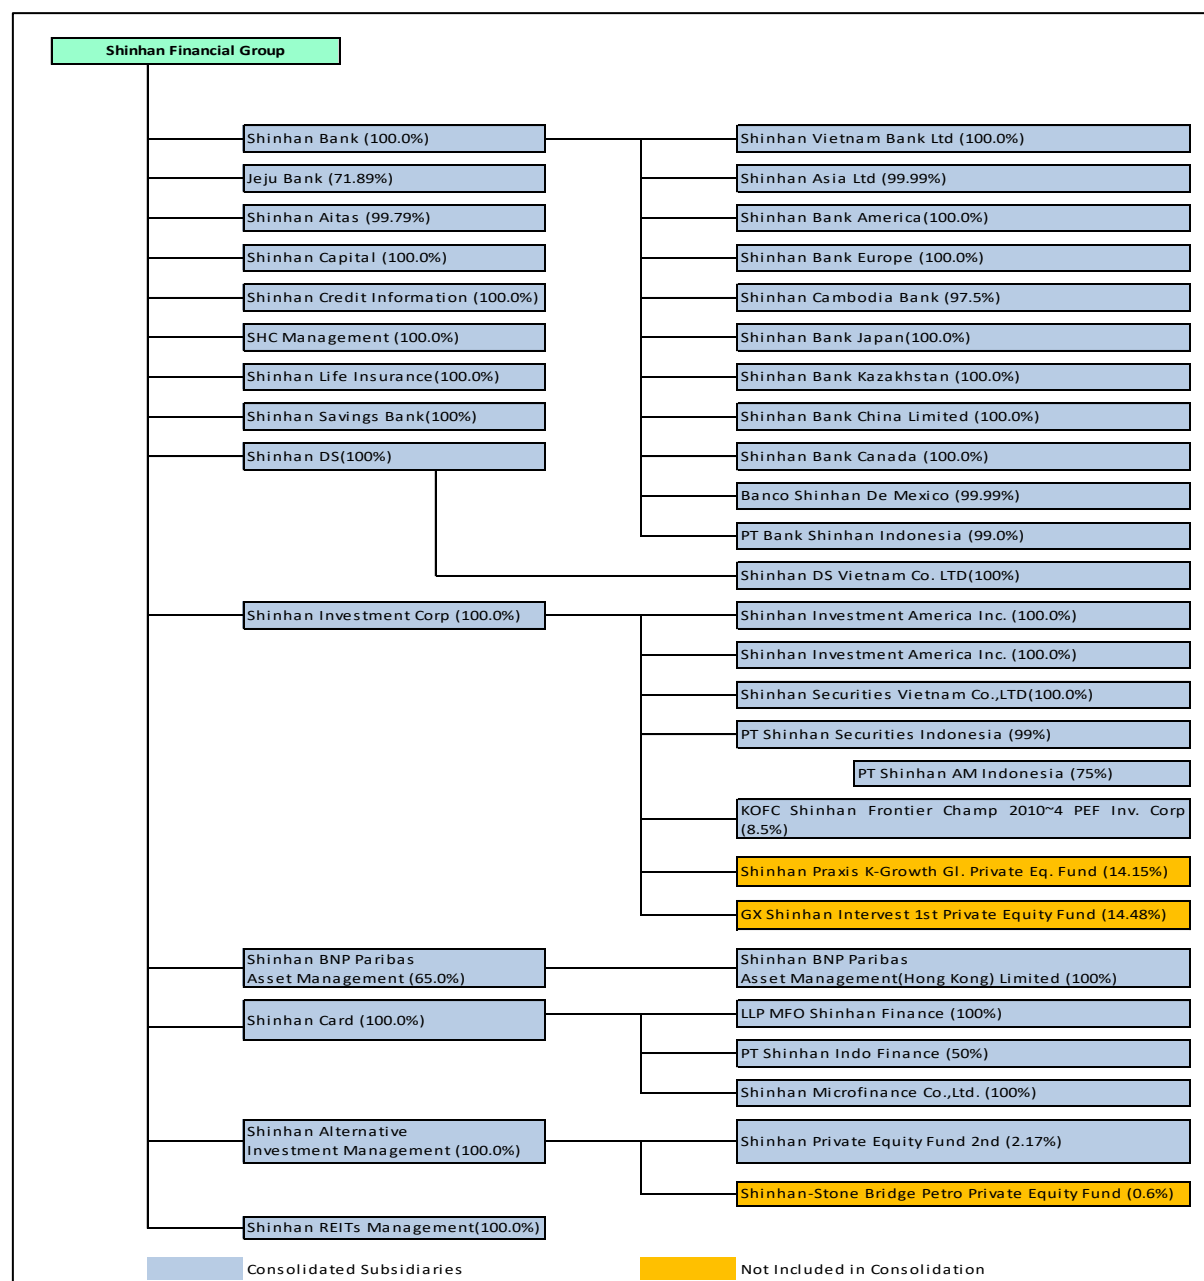 Shinhan Financial Group
Shinhan Bank (100.0%)
Shinhan Vietnam Bank Ltd (100.0%)
Jeju Bank (71.89%)
Shinhan Asia Ltd (99.99%)
Shinhan Aitas (99.79%)
Shinhan Bank America(100.0%)
Shinhan Capital (100.0%)
Shinhan Bank Europe (100.0%)
Shinhan Credit Information (100.0%)
Shinhan Cambodia Bank (97.5%)
SHC Management (100.0%)
Shinhan Bank Japan(100.0%)
Shinhan Life Insurance(100.0%)
Shinhan Bank Kazakhstan (100.0%)
Shinhan Savings Bank(100%)
Shinhan Bank China Limited (100.0%)
Shinhan DS(100%)
Shinhan Bank Canada (100.0%)
Banco Shinhan De Mexico (99.99%)
PT Bank Shinhan Indonesia (99.0%)
Shinhan DS Vietnam Co. LTD(100%)
Shinhan Investment Corp (100.0%)
Shinhan Investment America Inc. (100.0%)
Shinhan Investment America Inc. (100.0%)
Shinhan Securities Vietnam Co.,LTD(100.0%)
PT Shinhan Securities Indonesia (99%)
PT Shinhan AM Indonesia (75%)
KOFC Shinhan Frontier Champ 2010~4 PEF Inv. Corp
(8.5%)
Shinhan Praxis K-Growth Gl. Private Eq. Fund (14.15%)
GX Shinhan Intervest 1st Private Equity Fund (14.48%)
Shinhan BNP Paribas
Asset Management (65.0%)
Shinhan BNP Paribas
Asset Management(Hong Kong) Limited (100%)
Shinhan Card (100.0%)
LLP MFO Shinhan Finance (100%)
PT Shinhan Indo Finance (50%)
Shinhan Microfinance Co.,Ltd. (100%)
Shinhan Alternative
Investment Management (100.0%)
Shinhan Private Equity Fund 2nd (2.17%)
Shinhan-Stone Bridge Petro Private Equity Fund (0.6%)
Shinhan REITs Management(100.0%)
Consolidated Subsidiaries
Not Included in Consolidation